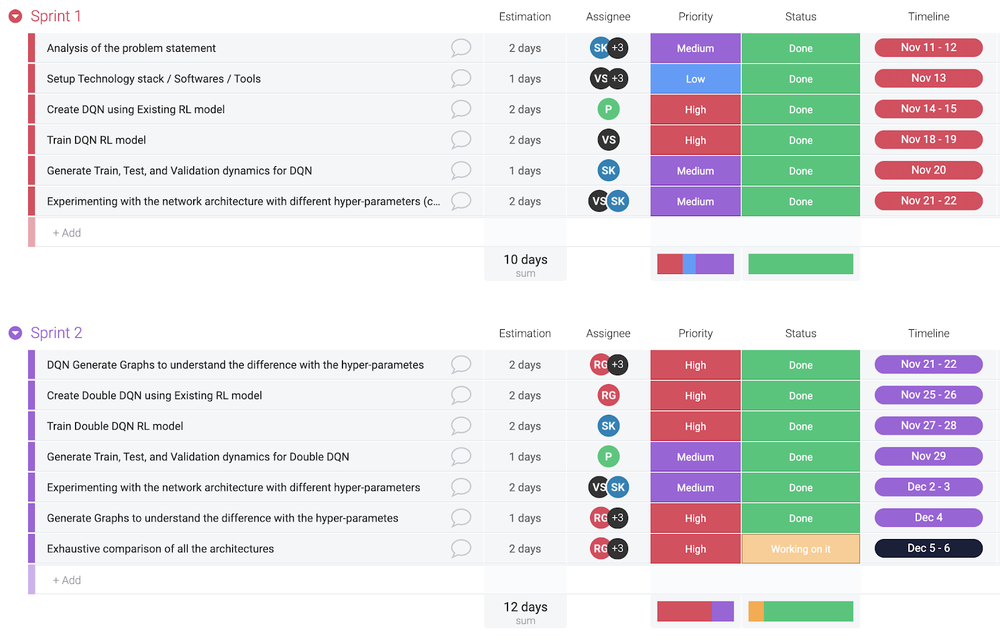 Sprint 1 Estimation Assignee Priority Status Timeline
Analysis of the problem statement 2 days SK +3 Medium Done Nov 11 - 12
Setup Technology stack / Softwares / Tools 1 days VS +3 Low Done Nov 13
Create DQN using Existing RL model 2 days P High Done Nov 14 - 15
Train DQN RL model 2 days VS High Done Nov 18 - 19
Generate Train, Test, and Validation dynamics for DQN 1 days SK Medium Done Nov 20
Experimenting with the network architecture with different hyper-parameters (c... 2 days VS SK Medium Done Nov 21 - 22
+ Add
10 days
sum
Sprint 2 Estimation Assignee Priority Status Timeline
DQN Generate Graphs to understand the difference with the hyper-parametes 2 days RG +3 High Done Nov 21 - 22
Create Double DQN using Existing RL model 2 days RG High Done Nov 25 - 26
Train Double DQN RL model 2 days SK High Done Nov 27 - 28
Generate Train, Test, and Validation dynamics for Double DQN 1 days P Medium Done Nov 29
Experimenting with the network architecture with different hyper-parameters 2 days VS SK Medium Done Dec 2 - 3
Generate Graphs to understand the difference with the hyper-parametes 1 days RG +3 High Done Dec 4
Exhaustive comparison of all the architectures 2 days RG +3 High Working on it Dec 5 - 6
+ Add
12 days
sum